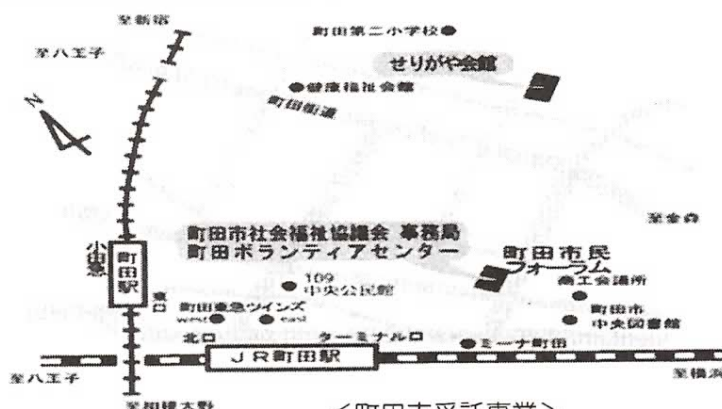 至新宿
至八王子
町田第二小学校
せりがや会館
健康福祉会館
町田街道
N
至金森
小田急
町田駅
東口
町田市社会福祉協議会 事務局
町田ボランティアセンター
109
中央公民館
町田東急ツインズ
west
east
町田市民
フォーラム
商工会議所
町田市
中央図書館
北口
ターミナル口
ミーナ町田
JR町田駅
至八王子
至横浜
至相模大野
＜町田市受託事業＞